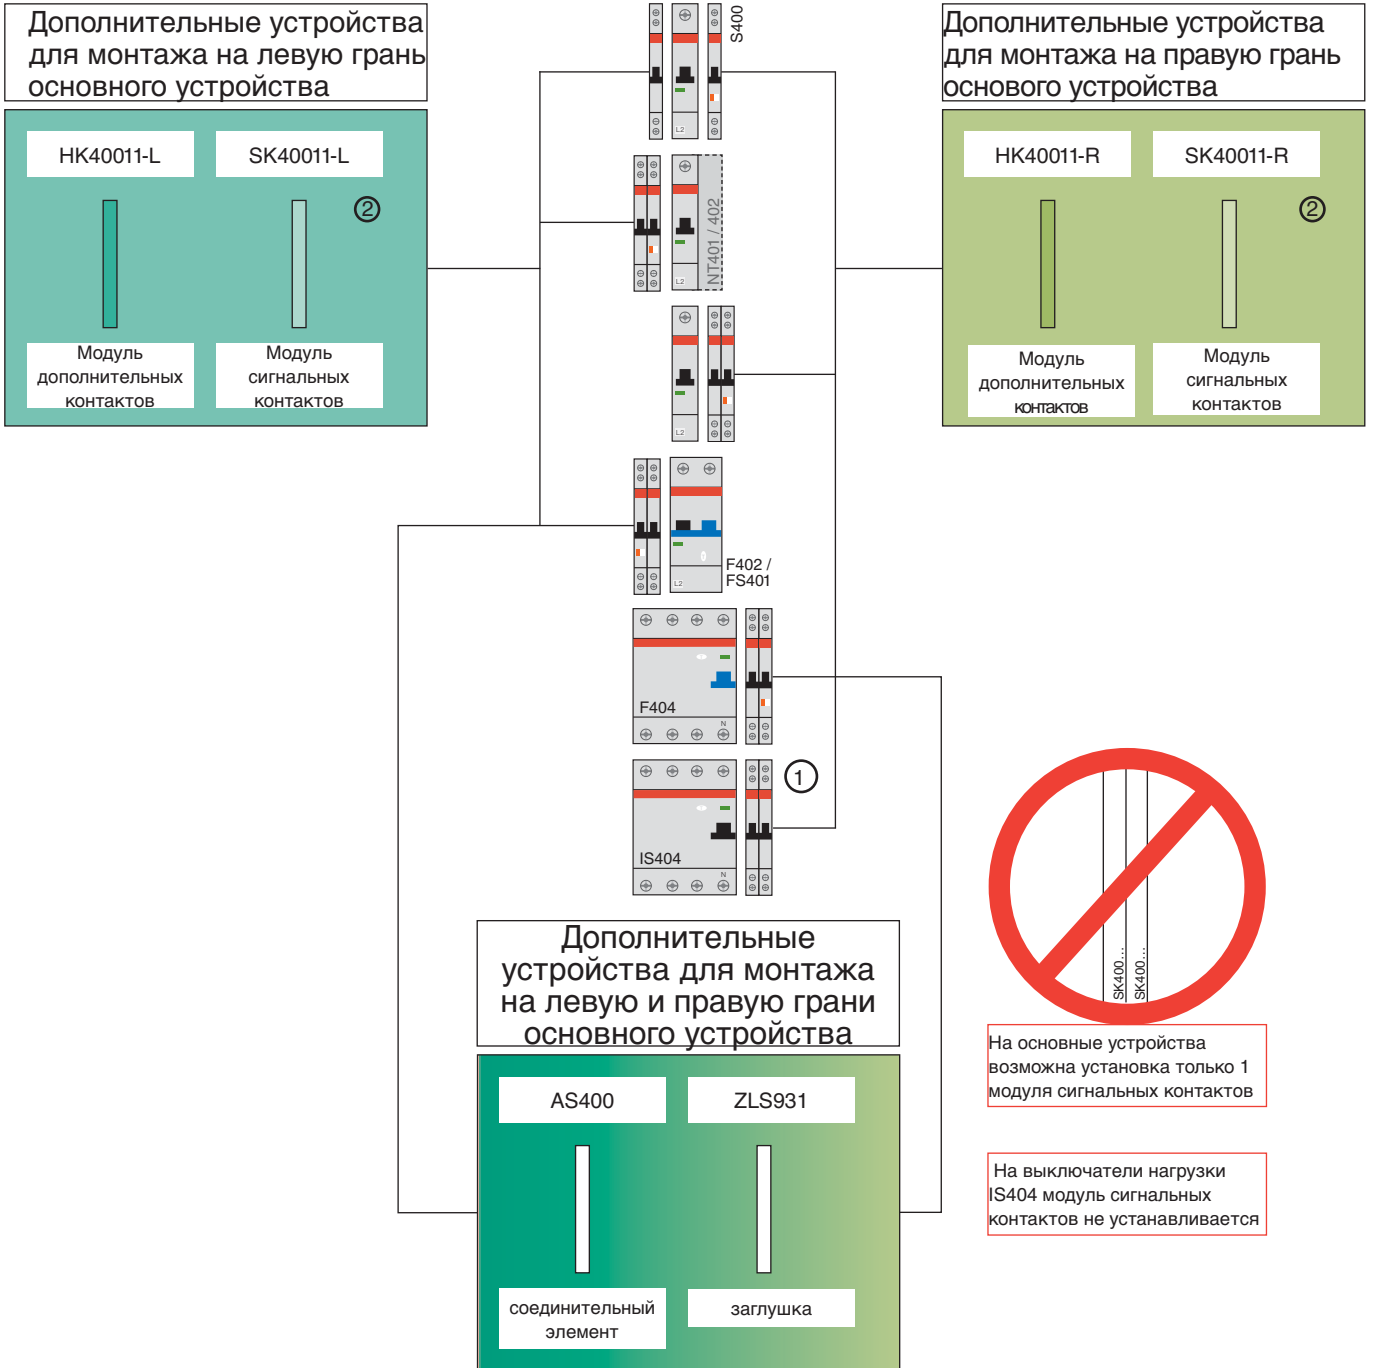 Дополнительные устройства
для монтажа на левую грань
основного устройства
S400
Дополнительные устройства
для монтажа на правую грань
основого устройства
HK40011-L
SK40011-L
2
Модуль
дополнительных
контактов
Модуль
сигнальных
контактов
L2
NT401 / 402
L2
L2
HK40011-R
SK40011-R
2
Модуль
дополнительных
контактов
Модуль
сигнальных
контактов
L2
F402 /
FS401
F404
N
1
IS404
N
SK400...
SK400...
На основные устройства
возможна установка только 1
модуля сигнальных контактов
На выключатели нагрузки
IS404 модуль сигнальных
контактов не устанавливается
Дополнительные
устройства для монтажа
на левую и правую грани
основного устройства
AS400
ZLS931
соединительный
элемент
заглушка